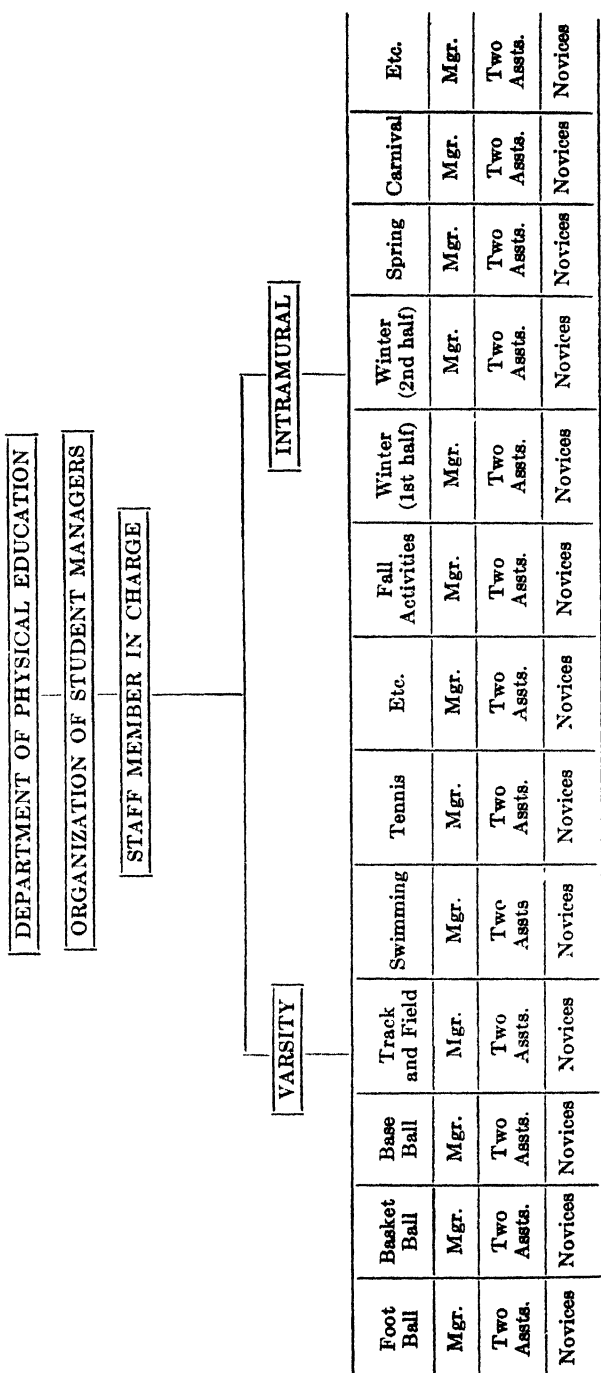 DEPARTMENT OF PHYSICAL EDUCATION
ORGANIZATION OF STUDENT MANAGERS
STAFF MEMBER IN CHARGE
VARSITY INTRAMURAL
Foot Basket Base Track Swimming Tennis Etc. Fall Winter Winter Spring Carnival Etc.
Ball Ball Ball and Field Activities (1st half) (2nd half)
Mgr. Mgr. Mgr. Mgr. Mgr. Mgr. Mgr. Mgr. Mgr. Mgr. Mgr. Mgr. Mgr.
Two Two Two Two Two Two Two Two Two Two Two Two Two
Assts. Assts. Assts. Assts. Assts Assts. Assts. Assts. Assts. Assts. Assts. Assts. Assts.
Novices Novices Novices Novices Novices Novices Novices Novices Novices Novices Novices Novices Novices